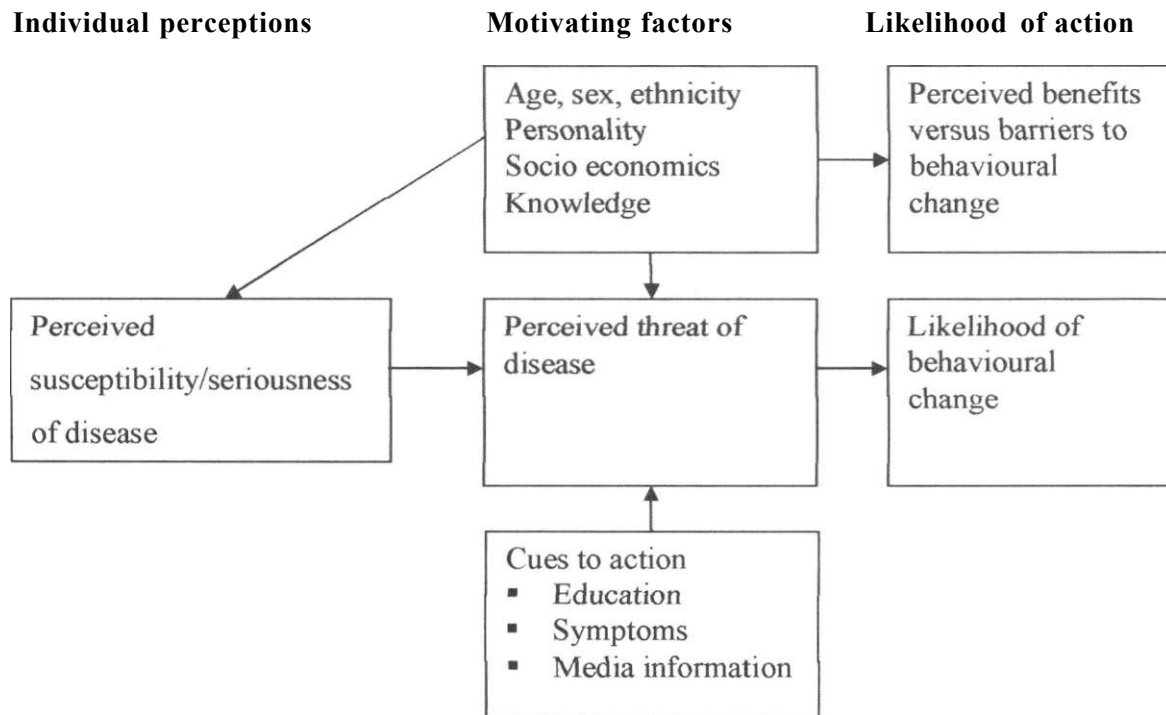 Individual perceptions
Motivating factors
Likelihood of action
Age, sex, ethnicity
Personality
Socio economics
Knowledge
Perceived benefits
versus barriers to
behavioural
change
Perceived
susceptibility/seriousness
of disease
Perceived threat of
disease
Likelihood of
behavioural
change
Cues to action
▪ Education
▪ Symptoms
▪ Media information